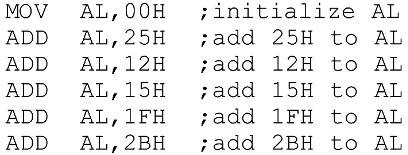 MOV AL,00H ;initialize AL
ADD AL,25H ;add 25H to AL
ADD AL,12H ;add 12H to AL
ADD AL,15H ;add 15H to AL
ADD AL,1FH ;add 1FH to AL
ADD AL,2BH ;add 2BH to AL